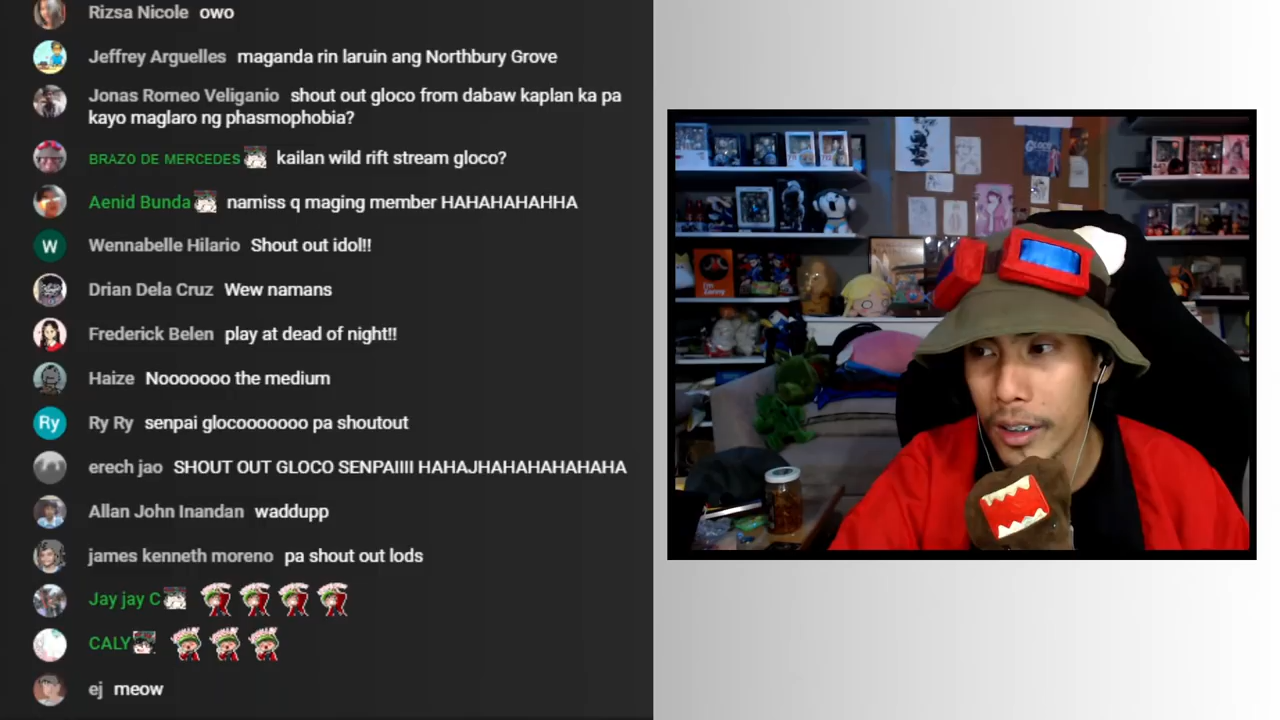 Rizsa Nicole owo
Jeffrey Arguelles maganda rin laruin ang Northbury Grove
Jonas Romeo Veliganio shout out gloco from dabaw kaplan ka pa
kayo maglaro ng phasmophobia?
BRAZO DE MERCEDES kailan wild rift stream gloco?
Aenid Bunda namiss q maging member HAHAHAHAHHA
W
Wennabelle Hilario Shout out idol!!
Drian Dela Cruz Wew namans
Frederick Belen play at dead of night!!
Haize Nooooooo the medium
Ry
Ry Ry senpai glocoooooooo pa shoutout
erech jao SHOUT OUT GLOCO SENPAIIII HAHAJHAHAHAHAHAHA
Allan John Inandan waddupp
james kenneth moreno pa shout out lods
Jay jay C
CALY
ej meow